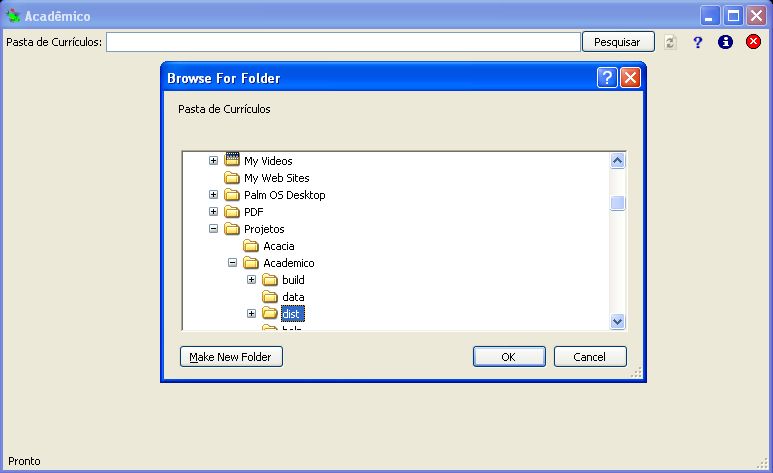 Acadêmico
Pasta de Currículos: Pesquisar
Browse For Folder
Pasta de Currículos
My Videos
My Web Sites
Palm OS Desktop
PDF
Projetos
Acacia
Academico
build
data
dist
Make New Folder OK Cancel
Pronto